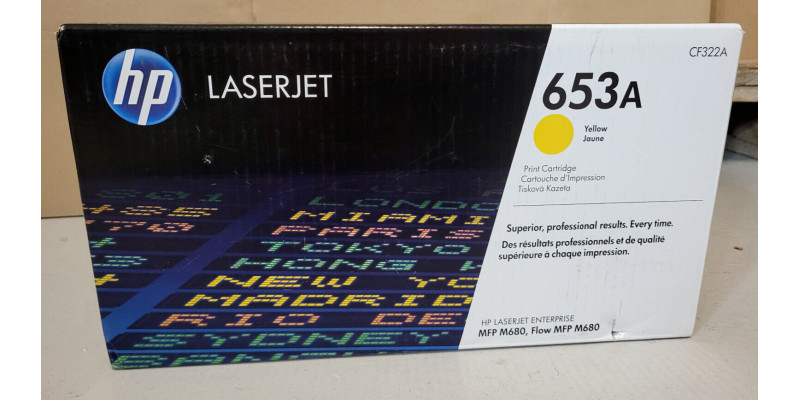 hp
LASERJET
CF322A
653A
Yellow
Jaune
Print Cartridge
Cartouche d'Impression
Tisková Kazeta
Superior, professional results. Every time.
Des résultats professionnels et de qualité
supérieure à chaque impression.
HP LASERJET ENTERPRISE
MFP M680, Flow MFP M680
LONDO
MIAMI
PARIS
TOKYO
HONG K
NEW YORK
MADRID
RIO DE
SYDNEY